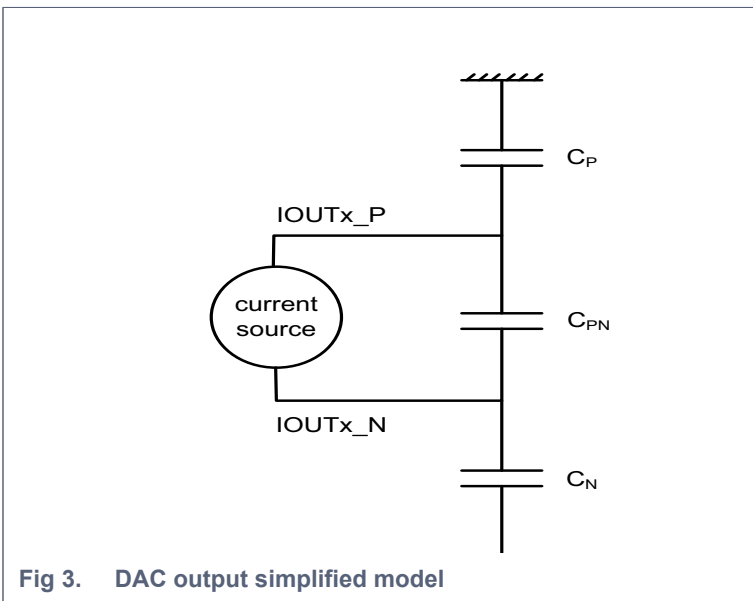 C_P
IOUTx_P
current
source
C_PN
IOUTx_N
C_N
Fig 3. DAC output simplified model